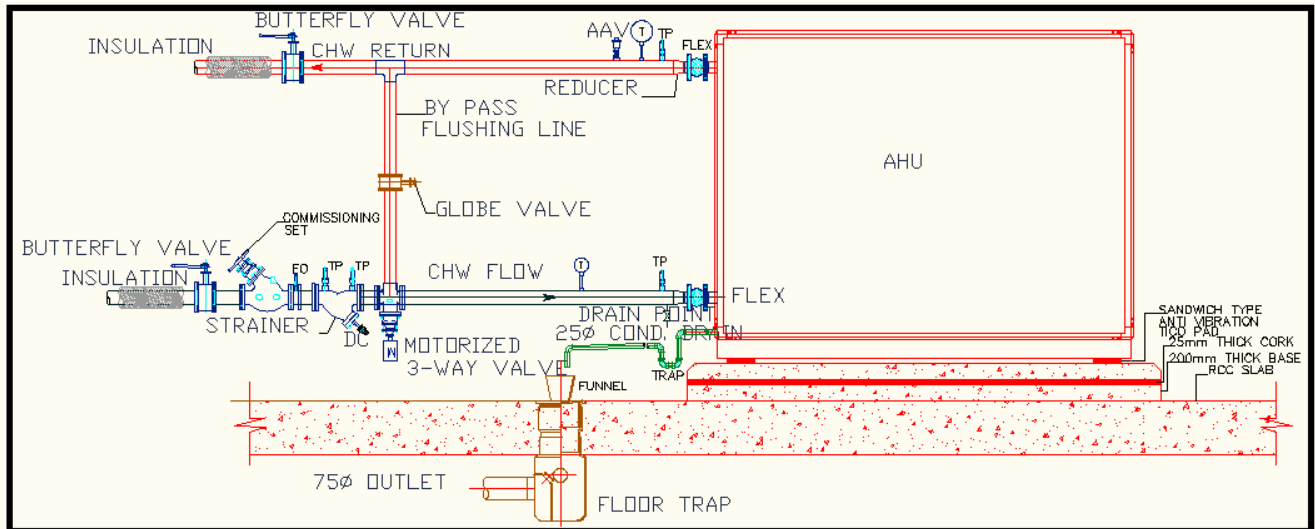 BUTTERFLY VALVE
INSULATION
CHW RETURN
AAV
T
TP
FLEX
REDUCER
BY PASS
FLUSHING LINE
AHU
GLOBE VALVE
COMMISSIONING
SET
BUTTERFLY VALVE
INSULATION
FO
TP
TP
CHW FLOW
T
TP
FLEX
STRAINER
DC
DRAIN POINT
25Ø COND. DRAIN
M
MOTORIZED
3-WAY VALVE
TRAP
FUNNEL
SANDWICH TYPE
ANTI VIBRATION
TICO PAD
25mm THICK CORK
200mm THICK BASE
RCC SLAB
75Ø OUTLET
FLOOR TRAP